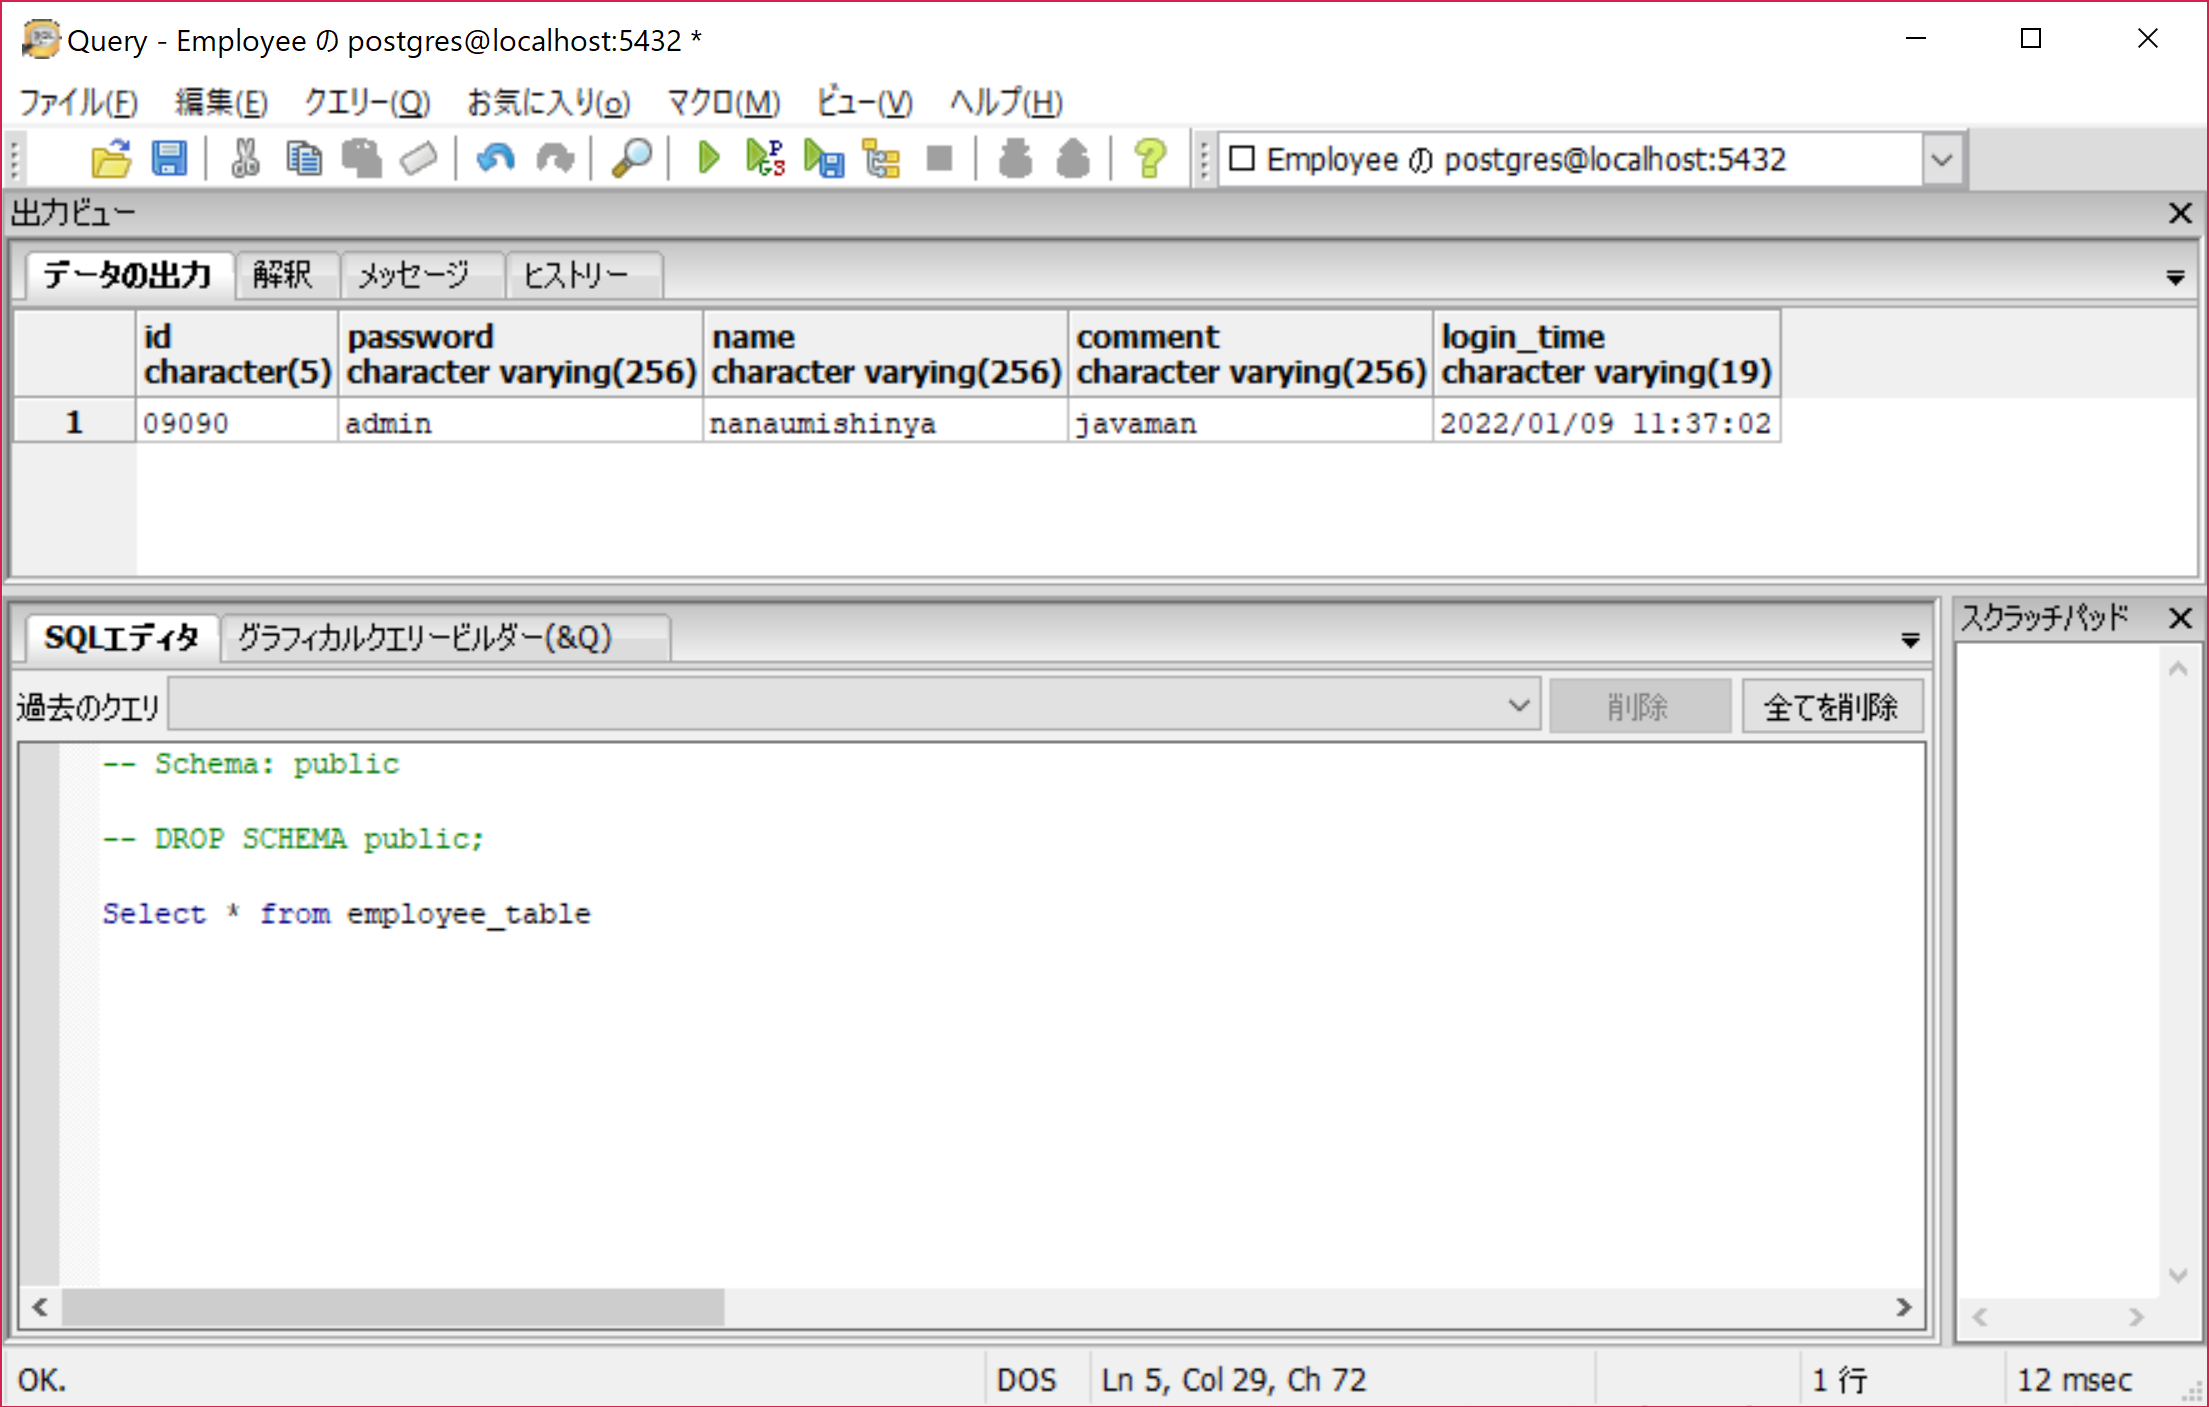 Query - Employee の postgres@localhost:5432 *
ファイル(F) 編集(E) クエリー(Q) お気に入り(o) マクロ(M) ビュー(V) ヘルプ(H)
Employee の postgres@localhost:5432
出力ビュー
データの出力 解釈 メッセージ ヒストリー
id password name comment login_time
character(5) character varying(256) character varying(256) character varying(256) character varying(19)
1 09090 admin nanaumishinya javaman 2022/01/09 11:37:02
SQLエディタ グラフィカルクエリービルダー(&Q) スクラッチパッド
過去のクエリ 削除 全てを削除
-- Schema: public
-- DROP SCHEMA public;
Select * from employee_table
OK. DOS Ln 5, Col 29, Ch 72 1 行 12 msec